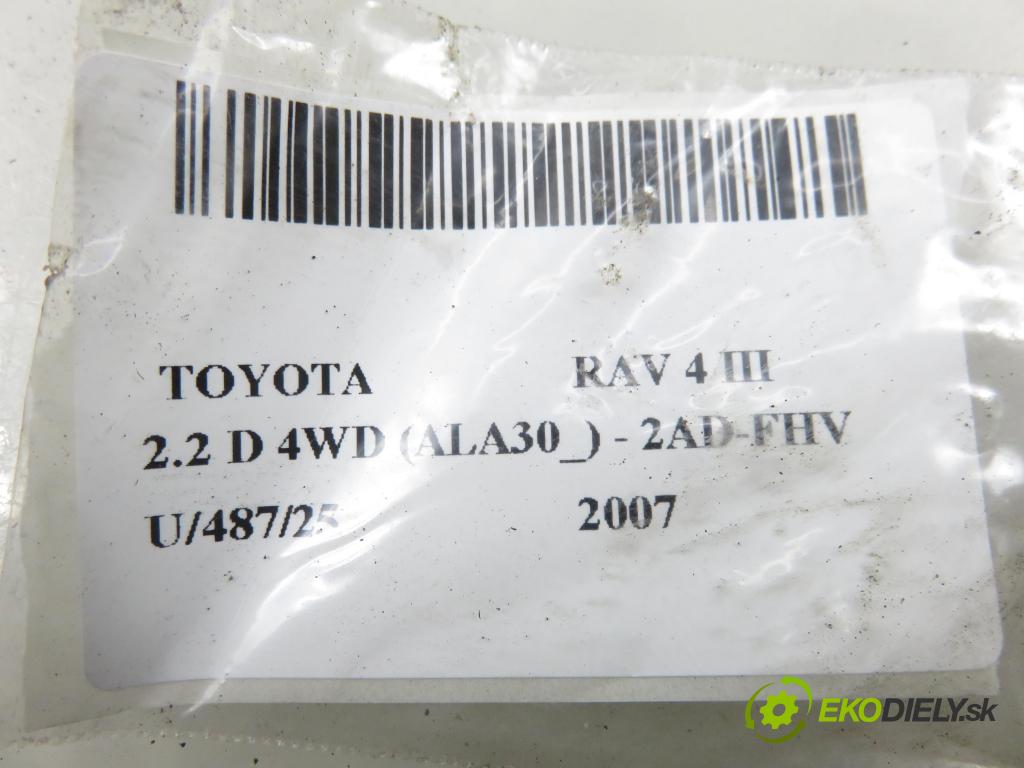 TOYOTA RAV 4 III
2.2 D 4WD (ALA30_) - 2AD-FHV
U/487/25 2007
EKODIELY.sk